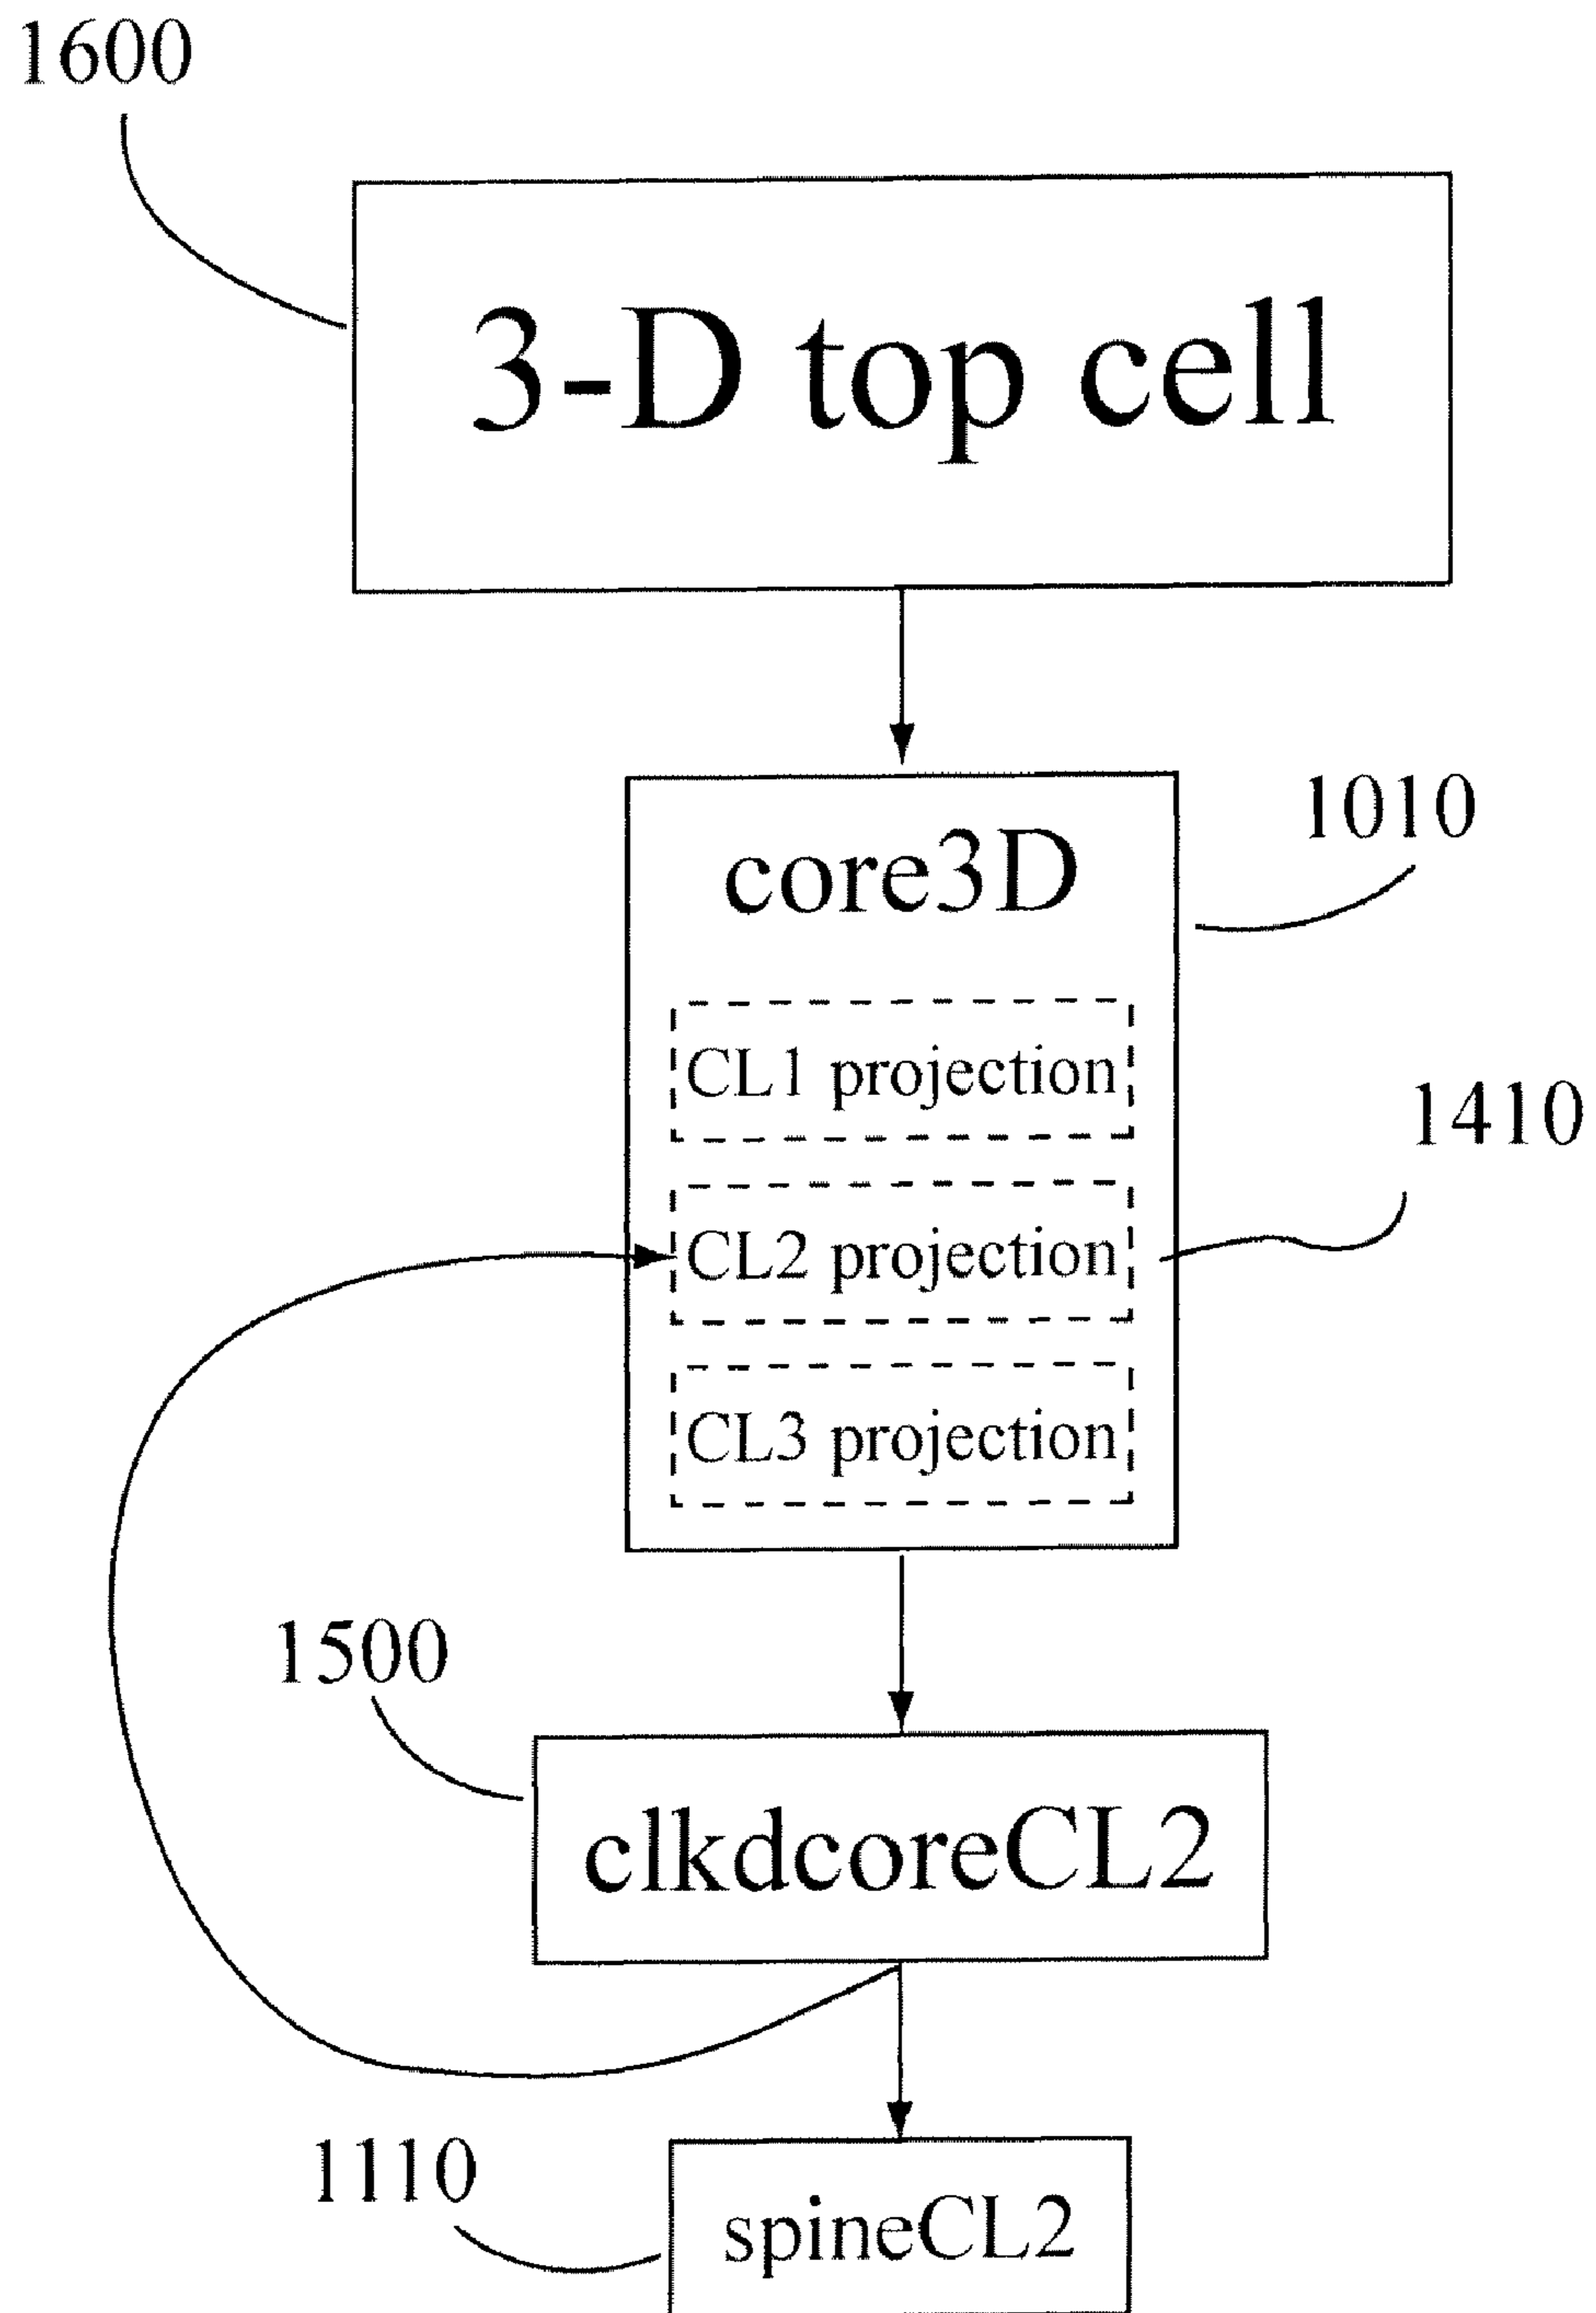 1600
3-D top cell
core3D
1010
CL1 projection
1410
CL2 projection
CL3 projection
1500
clkdcoreCL2
1110
spineCL2